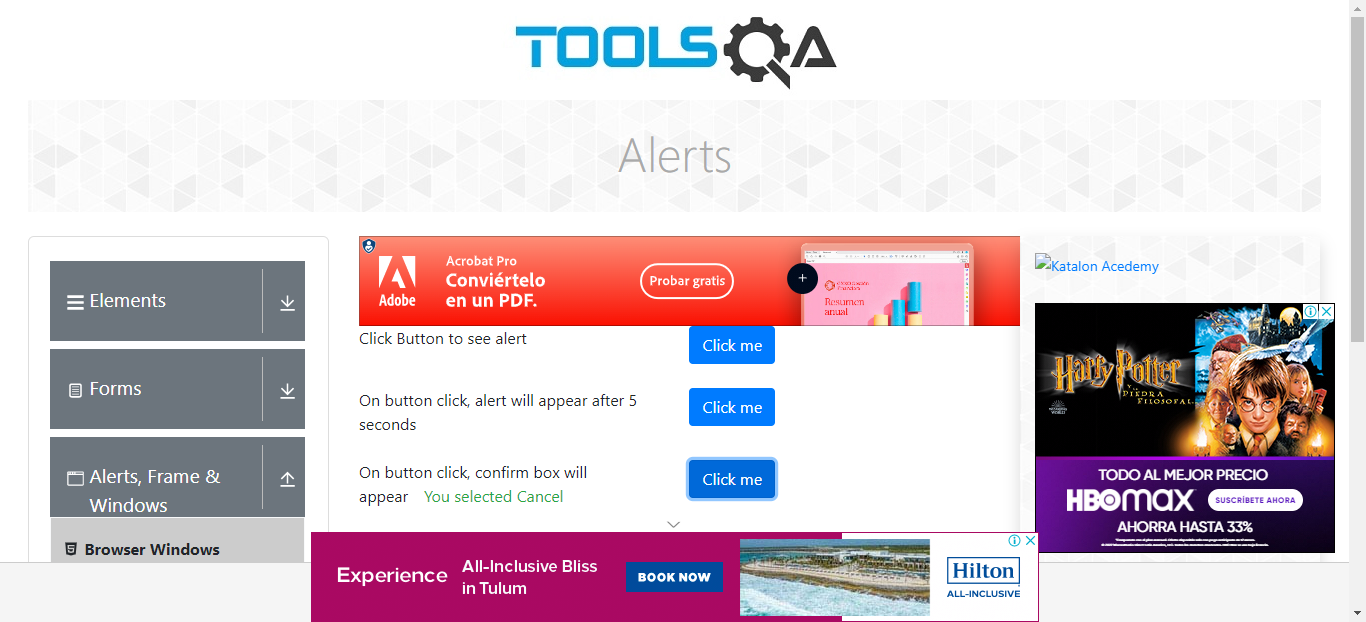 TOOLSQA
Alerts
Elements
Forms
Alerts, Frame &
Windows
Browser Windows
Adobe
Acrobat Pro
Conviértelo
en un PDF.
Probar gratis
Resumen
anual
Click Button to see alert
Click me
On button click, alert will appear after 5
seconds
Click me
On button click, confirm box will
appear You selected Cancel
Click me
Katalon Acedemy
Harry Potter
PIEDRA
FILOSOFAL
TODO AL MEJOR PRECIO
HBOMAX
SUSCRÍBETE AHORA
AHORRA HASTA 33%
Experience
All-Inclusive Bliss
in Tulum
BOOK NOW
Hilton
ALL-INCLUSIVE